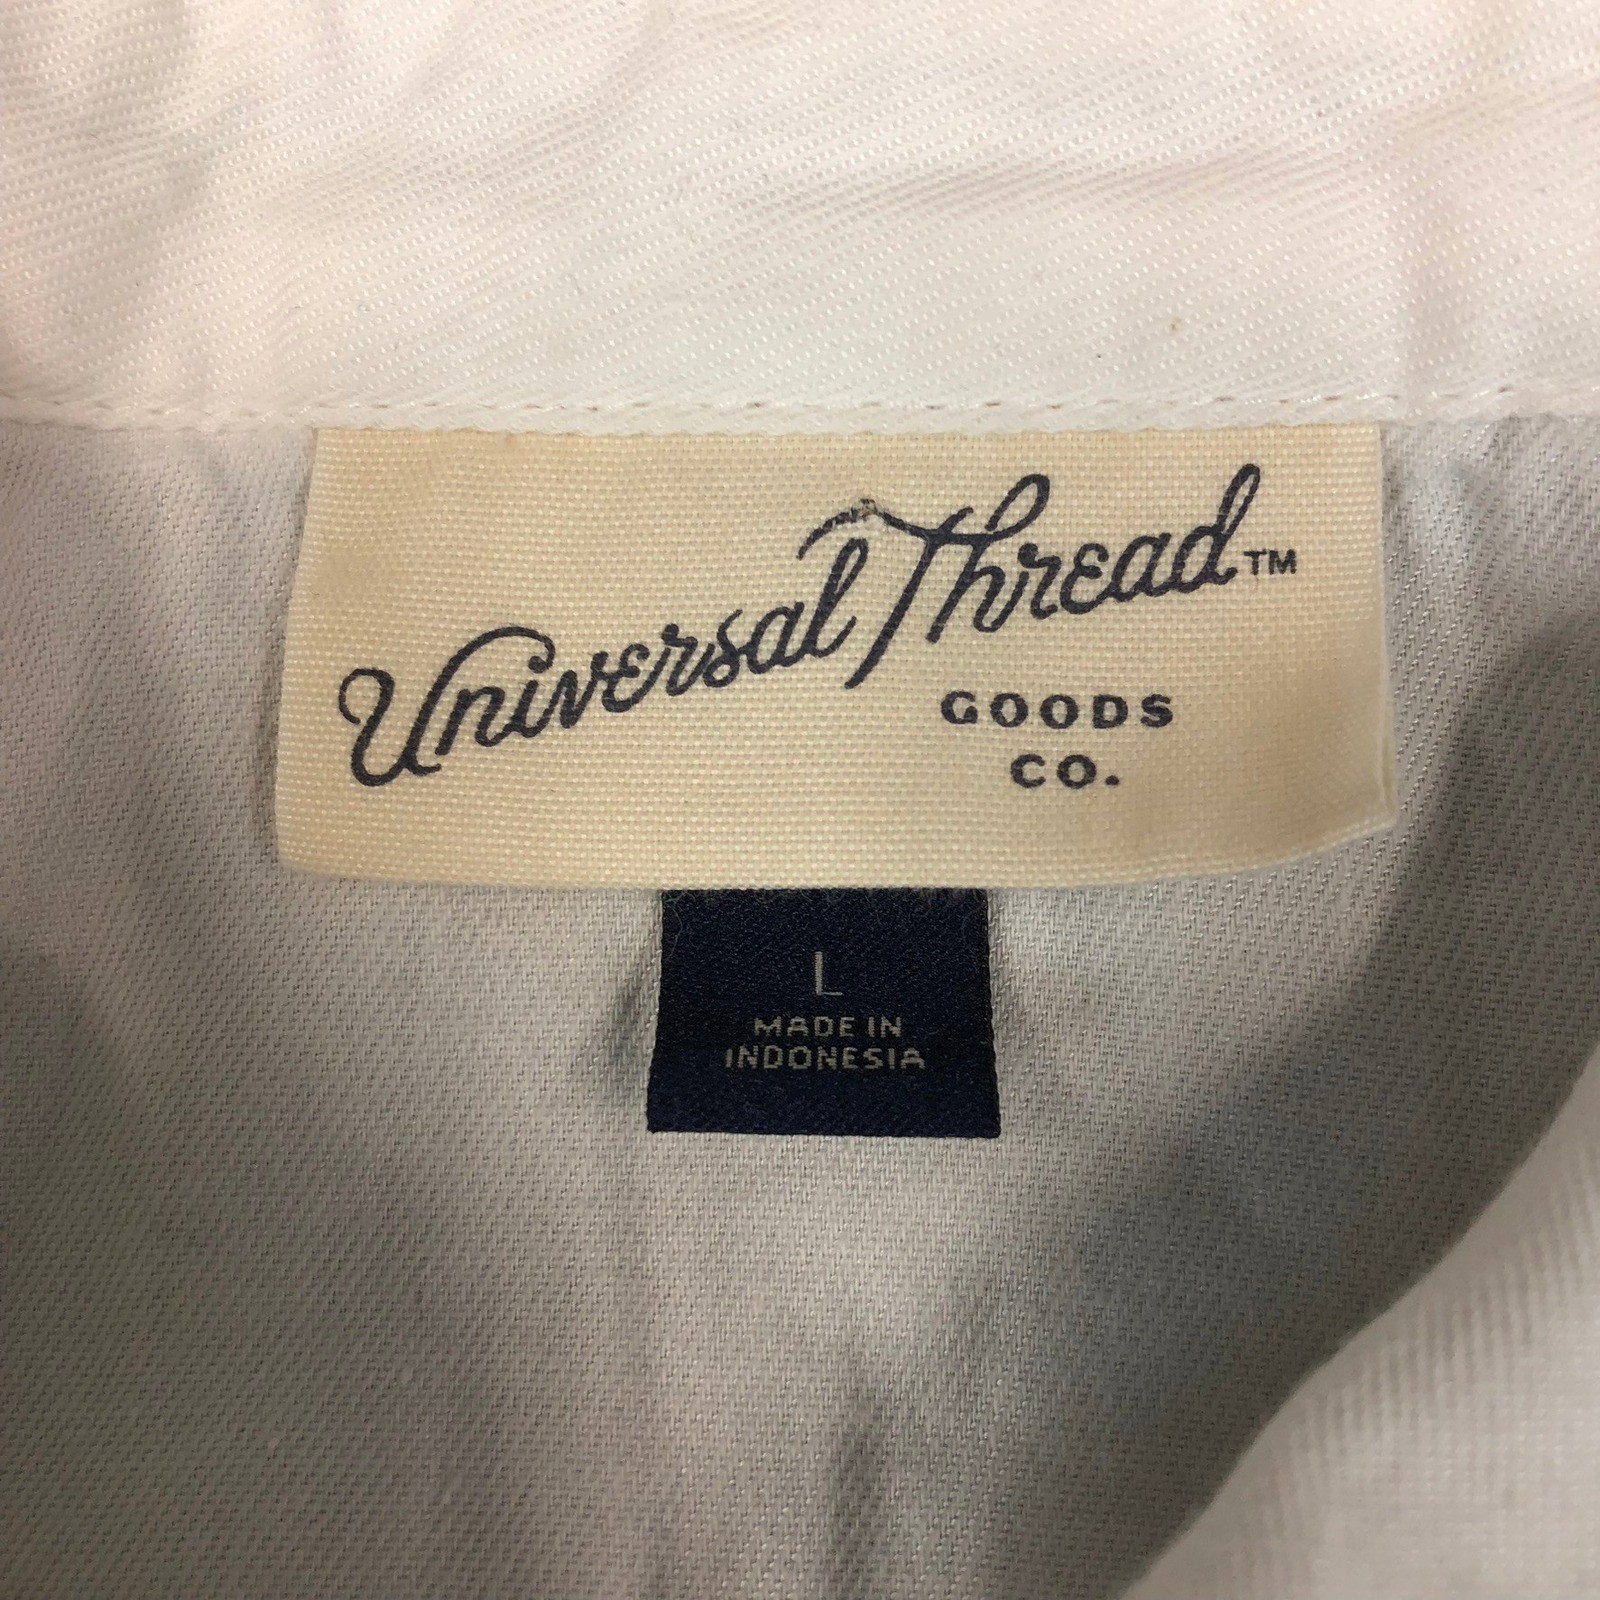 Universal Thread™
GOODS
CO.
L
MADE IN
INDONESIA